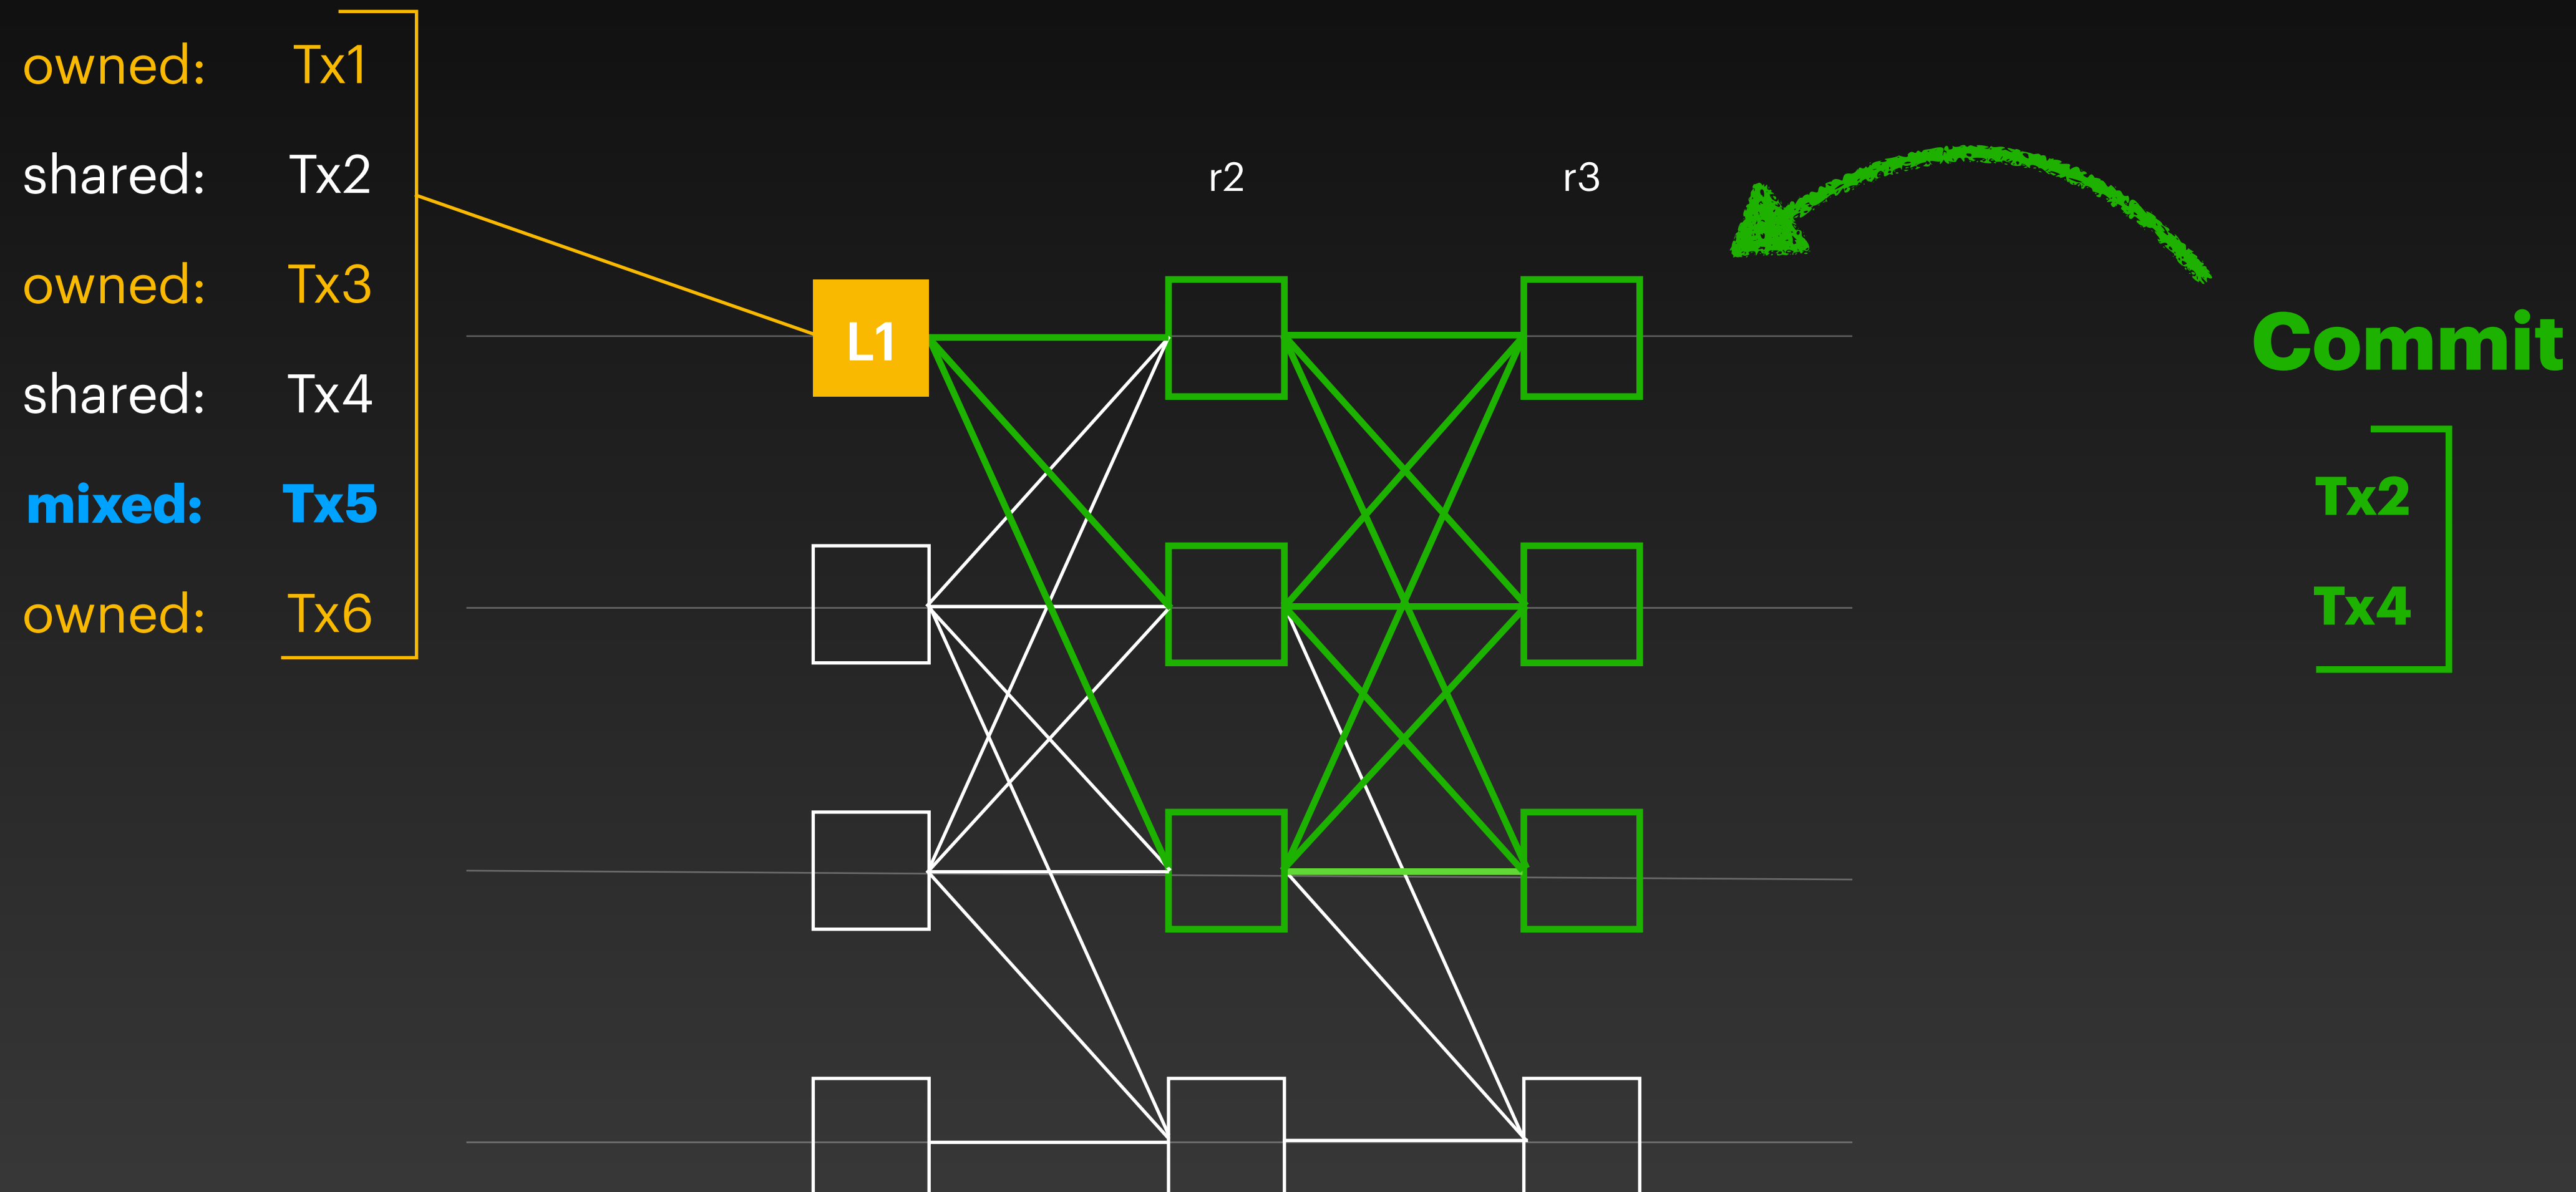 owned: Tx1
shared: Tx2
owned: Tx3
shared: Tx4
mixed: Tx5
owned: Tx6
r2 r3
L1
Commit
Tx2
Tx4